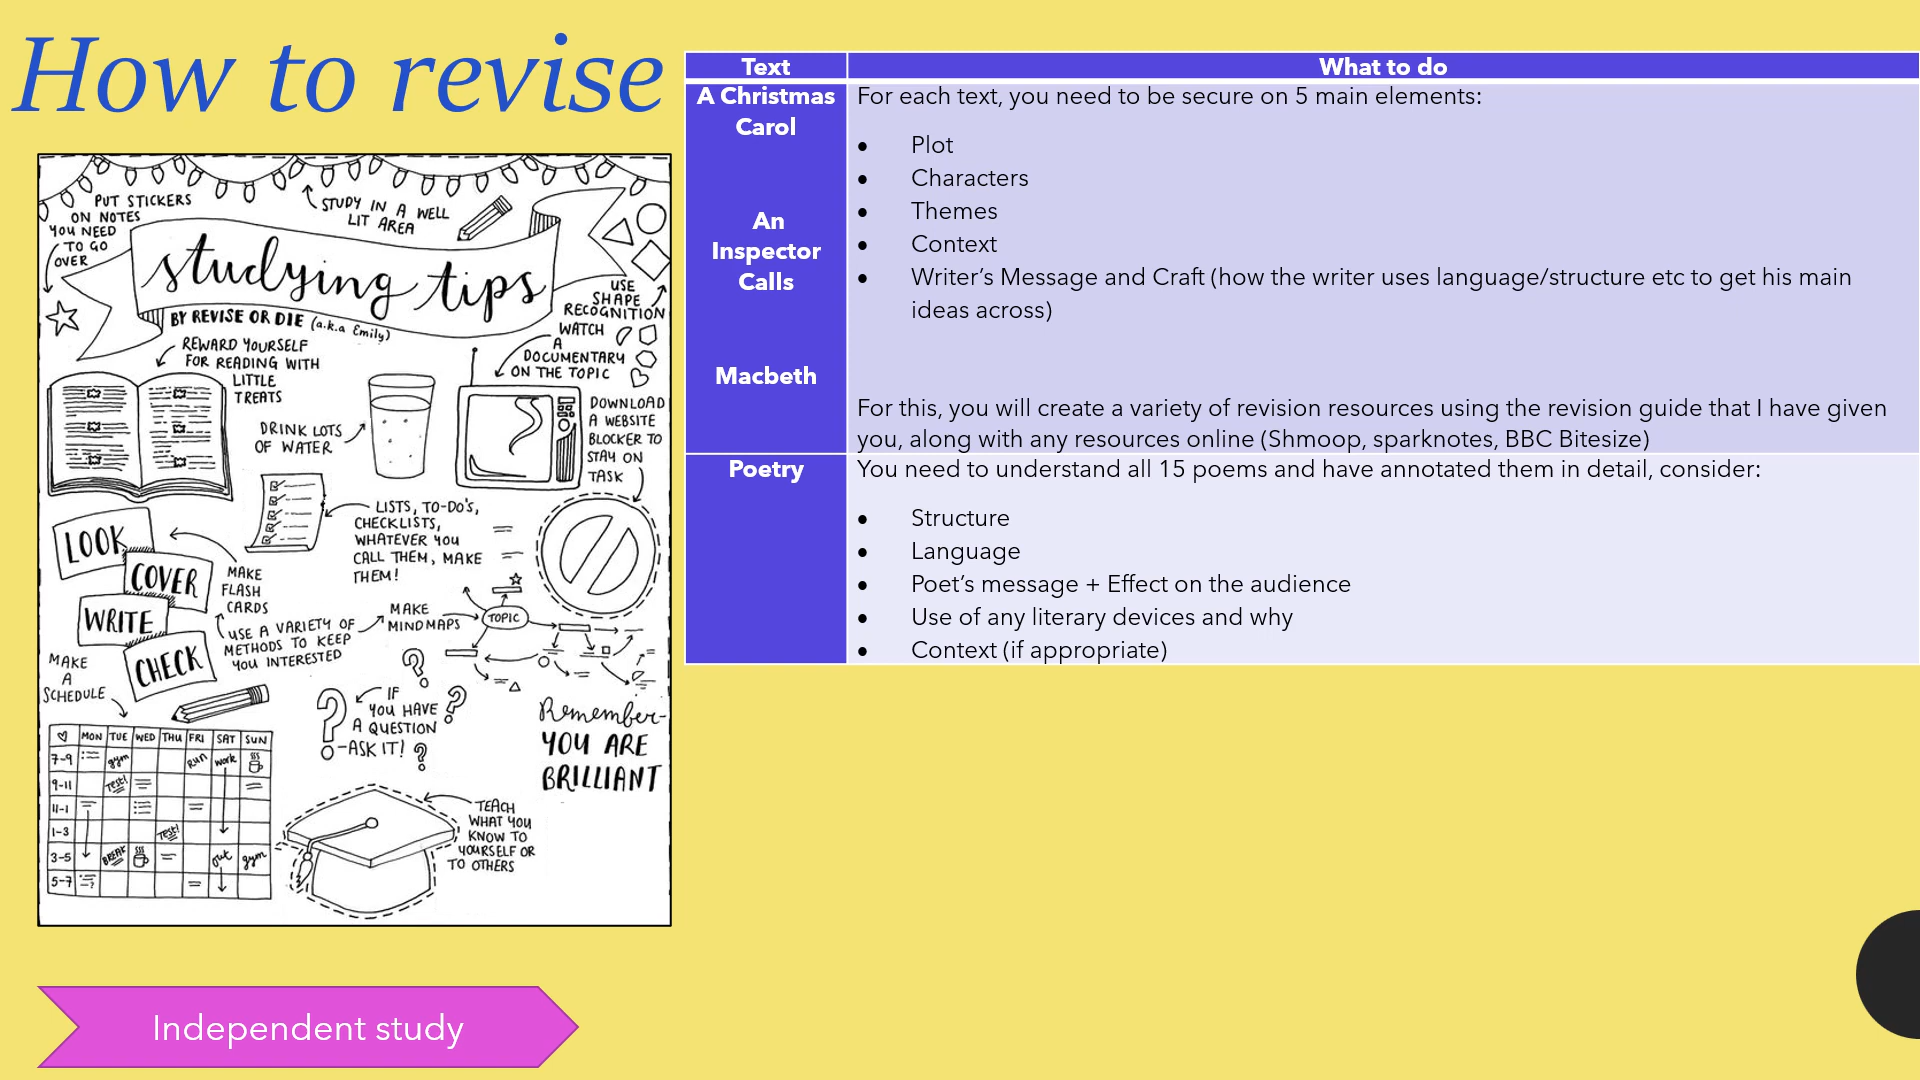 How to revise
PUT STICKERS
ON NOTES
YOU NEED
TO GO
OVER
STUDY IN A WELL
LIT AREA
studying tips
BY REVISE OR DIE (a.k.a Emily)
USE
SHAPE
RECOGNITION
REWARD YOURSELF
FOR READING WITH
LITTLE
TREATS
WATCH
A
DOCUMENTARY
ON THE TOPIC
DRINK LOTS
OF WATER
DOWNLOAD
A WEBSITE
BLOCKER TO
STAY ON
TASK
LISTS, TO-DO'S,
CHECKLISTS,
WHATEVER YOU
CALL THEM, MAKE
THEM!
LOOK
COVER
WRITE
CHECK
MAKE
FLASH
CARDS
USE A VARIETY OF
METHODS TO KEEP
YOU INTERESTED
MAKE
MINDMAPS
TOPIC
MAKE
A
SCHEDULE
IF
YOU HAVE
A QUESTION
-ASK IT!
Remember-
YOU ARE
BRILLIANT
MON TUE WED THU FRI SAT SUN
7-9 gym run work
9-11 Test!
11-1
1-3 Test!
3-5 BREAK out gym
5-7
TEACH
WHAT YOU
KNOW TO
YOURSELF OR
TO OTHERS
Independent study
Text What to do
A Christmas
Carol
An
Inspector
Calls
Macbeth
For each text, you need to be secure on 5 main elements:
• Plot
• Characters
• Themes
• Context
• Writer’s Message and Craft (how the writer uses language/structure etc to get his main
ideas across)
For this, you will create a variety of revision resources using the revision guide that I have given
you, along with any resources online (Shmoop, sparknotes, BBC Bitesize)
Poetry
You need to understand all 15 poems and have annotated them in detail, consider:
• Structure
• Language
• Poet’s message + Effect on the audience
• Use of any literary devices and why
• Context (if appropriate)